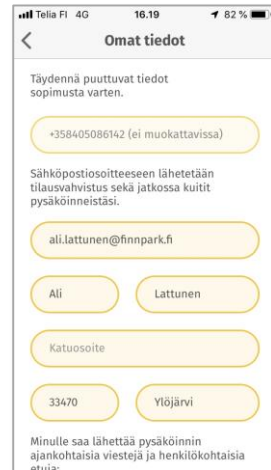 Telia FI 4G 16.19 82 %
Omat tiedot
Täydennä puuttuvat tiedot
sopimusta varten.
+358405086142 (ei muokattavissa)
Sähköpostiosoitteeseen lähetetään
tilausvahvistus sekä jatkossa kuitit
pysäköinneistäsi.
ali.lattunen@finnpark.fi
Ali Lattunen
Katuosoite
33470 Ylöjärvi
Minulle saa lähettää pysäköinnin
ajankohtaisia viestejä ja henkilökohtaisia
etuja: